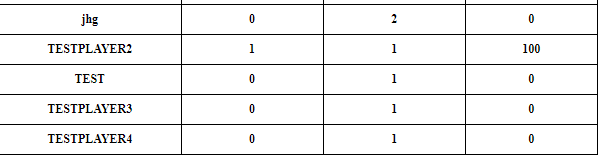 jhg 0 2 0
TESTPLAYER2 1 1 100
TEST 0 1 0
TESTPLAYER3 0 1 0
TESTPLAYER4 0 1 0